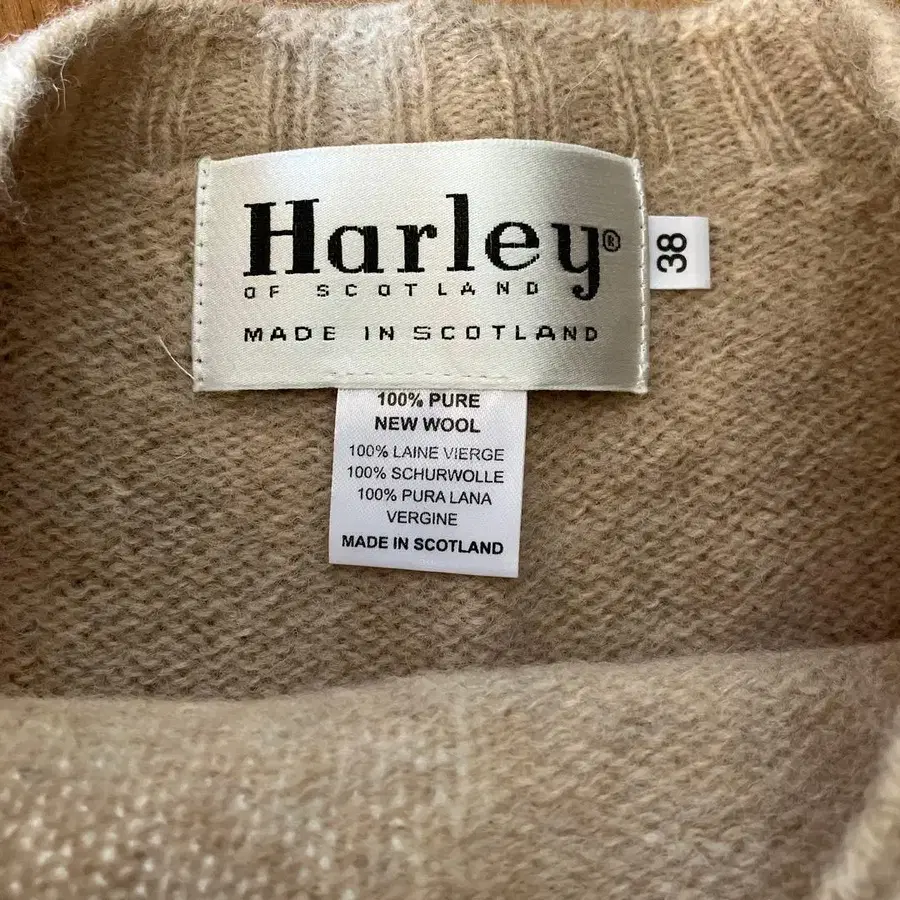 Harley®
OF SCOTLAND
MADE IN SCOTLAND
38
100% PURE
NEW WOOL
100% LAINE VIERGE
100% SCHURWOLLE
100% PURA LANA
VERGINE
MADE IN SCOTLAND